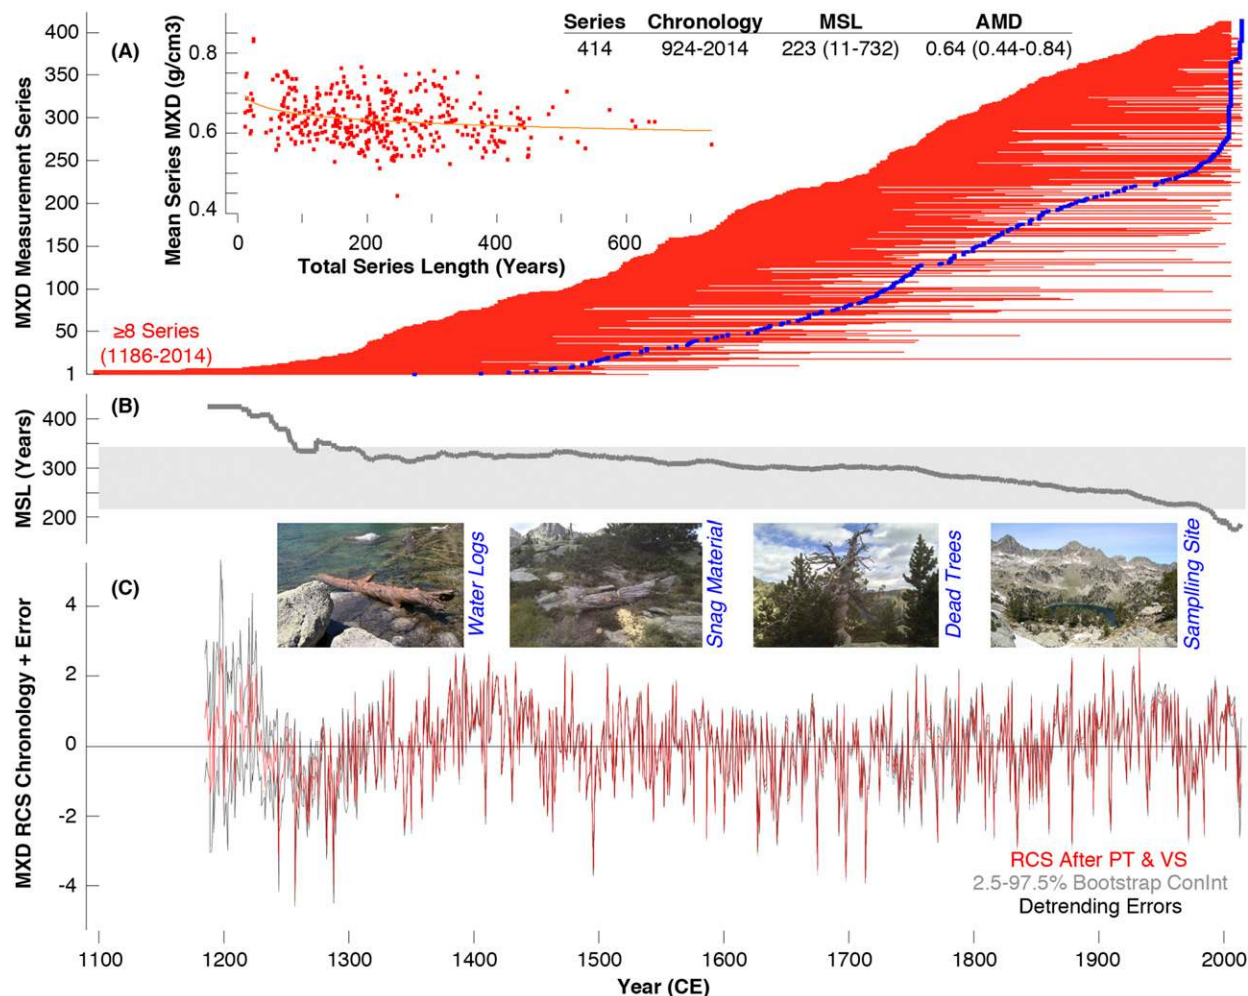 Series Chronology MSL AMD
414 924-2014 223 (11-732) 0.64 (0.44-0.84)
(A)
MXD Measurement Series
400
350
300
250
200
150
100
50
1
Mean Series MXD (g/cm3)
0.8
0.6
0.4
0 200 400 600
Total Series Length (Years)
≥8 Series
(1186-2014)
(B)
MSL (Years)
400
300
200
Water Logs
Snag Material
Dead Trees
Samplling Site
(C)
MXD RCS Chronology + Error
4
2
0
-2
-4
RCS After PT & VS
2.5-97.5% Bootstrap ConInt
Detrending Errors
1100 1200 1300 1400 1500 1600 1700 1800 1900 2000
Year (CE)